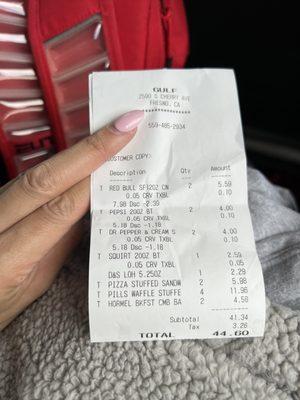 GULF
2590 S CHERRY AVE
FRESNO, CA
559-485-2934
<CUSTOMER COPY>
Description Qty Amount
T RED BULL SF12OZ CN 2 5.59
0.05 CRV TXBL 0.10
7.98 Dsc -2.39
T PEPSI 20OZ BT 2 4.00
0.05 CRV TXBL 0.10
5.18 Dsc -1.18
T DR PEPPER & CREAM S 2 4.00
0.05 CRV TXBL 0.10
5.18 Dsc -1.18
T SQUIRT 20OZ BT 1 2.59
0.05 CRV TXBL 0.05
D&S LOH 5.25OZ 1 2.29
T PIZZA STUFFED SANDW 2 5.98
T PILLS WAFFLE STUFFE 4 11.96
T HORMEL BKFST CMB BA 2 4.58
Subtotal 41.34
Tax 3.26
TOTAL 44.60